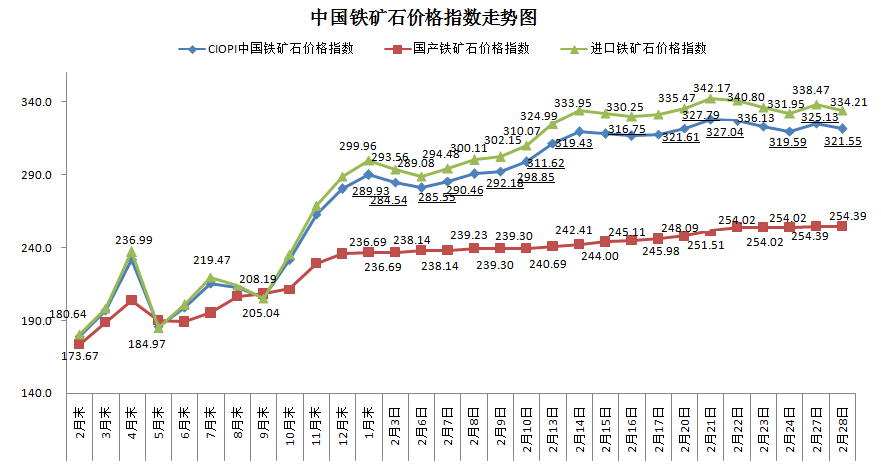 中国铁矿石价格指数走势图
CIOPI中国铁矿石价格指数 国产铁矿石价格指数 进口铁矿石价格指数
340.0
290.0
240.0
190.0
140.0
180.64
173.67
236.99
184.97
219.47
208.19
205.04
299.96
293.56
289.08
294.48
300.11
302.15
310.07
324.99
333.95
330.25
335.47
342.17
340.80
336.13
331.95
338.47
334.21
289.93
284.54
285.55
290.46
292.18
298.85
311.62
319.43
316.75
321.61
327.79
327.04
319.59
325.13
321.55
236.69
236.69
238.14
238.14
239.23
239.30
239.30
240.69
242.41
244.00
245.11
245.98
248.09
251.51
254.02
254.02
254.02
254.39
254.39
2月末
3月末
4月末
5月末
6月末
7月末
8月末
9月末
10月末
11月末
12月末
1月末
2月3日
2月6日
2月7日
2月8日
2月9日
2月10日
2月13日
2月14日
2月15日
2月16日
2月17日
2月20日
2月21日
2月22日
2月23日
2月24日
2月27日
2月28日